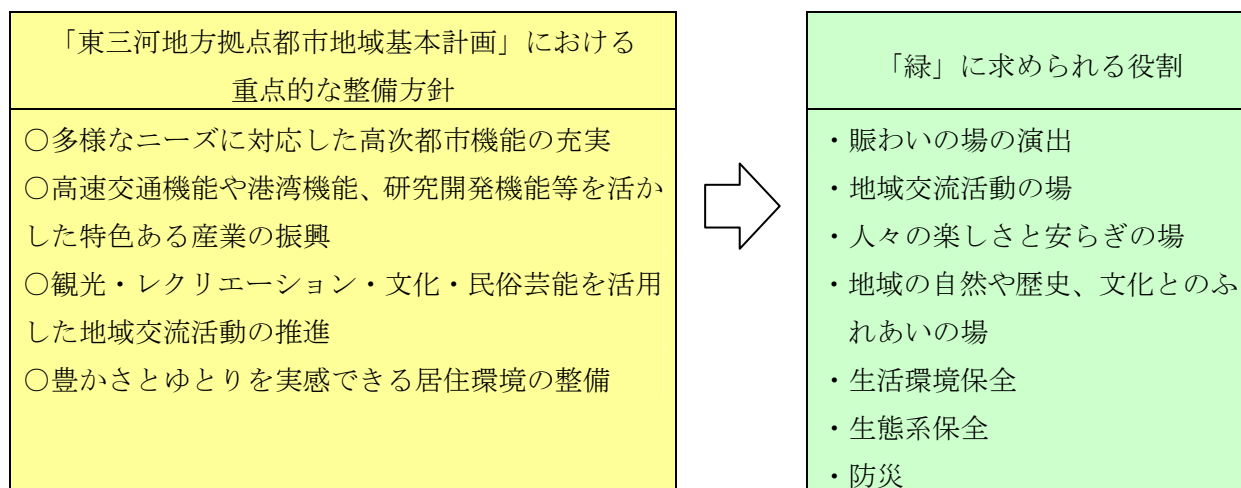 「東三河地方拠点都市地域基本計画」における
重点的な整備方針
○多様なニーズに対応した高次都市機能の充実
○高速交通機能や港湾機能、研究開発機能等を活か
した特色ある産業の振興
○観光・レクリエーション・文化・民俗芸能を活用
した地域交流活動の推進
○豊かさとゆとりを実感できる居住環境の整備
「緑」に求められる役割
・賑わいの場の演出
・地域交流活動の場
・人々の楽しさと安らぎの場
・地域の自然や歴史、文化とのふ
れあいの場
・生活環境保全
・生態系保全
・防災